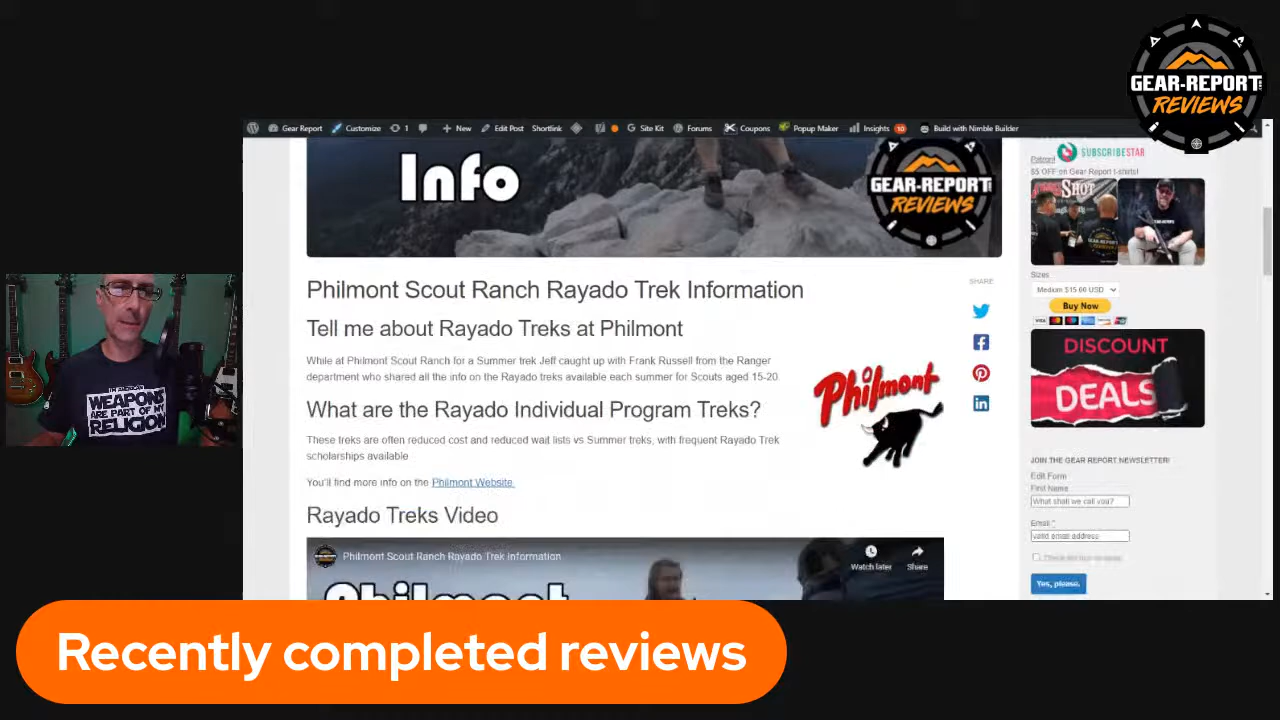 GEAR-REPORT
REVIEWS
Gear Report
Customize
1
New
Edit Post
Shortlink
Site Kit
Forums
Coupons
Popup Maker
Insights 10
Build with Nimble Builder
Info
GEAR-REPORT
REVIEWS
Patron!
SUBSCRIBESTAR
$5 OFF on Gear Report t-shirts!
SHOT
Sizes
Medium $15.00 USD
Buy Now
VISA
DISCOUNT
DEALS
Philmont Scout Ranch Rayado Trek Information
SHARE
Tell me about Rayado Treks at Philmont
While at Philmont Scout Ranch for a Summer trek Jeff caught up with Frank Russell from the Ranger
department who shared all the info on the Rayado treks available each summer for Scouts aged 15-20
Philmont
What are the Rayado Individual Program Treks?
These treks are often reduced cost and reduced wait lists vs Summer treks, with frequent Rayado Trek
scholarships available
You'll find more info on the Philmont Website.
Rayado Treks Video
Philmont Scout Ranch Rayado Trek Information
Watch later
Share
Philmont
JOIN THE GEAR REPORT NEWSLETTER!
Edit Form
First Name
What shall we call you?
Email *
valid email address
Yes, please.
WEAPONS
ARE PART OF MY
RELIGION
Recently completed reviews